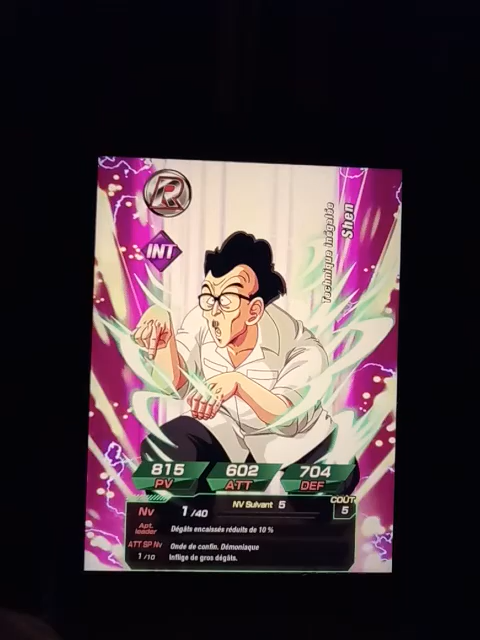 R
INT
Technique inégalée
Shen
815
PV
602
ATT
704
DEF
Nv 1/40
NV Suivant 5
COÛT
5
Apt. leader
Dégâts encaissés réduits de 10 %
ATT SP Nv
1/10
Onde de confin. Démoniaque
Inflige de gros dégâts.